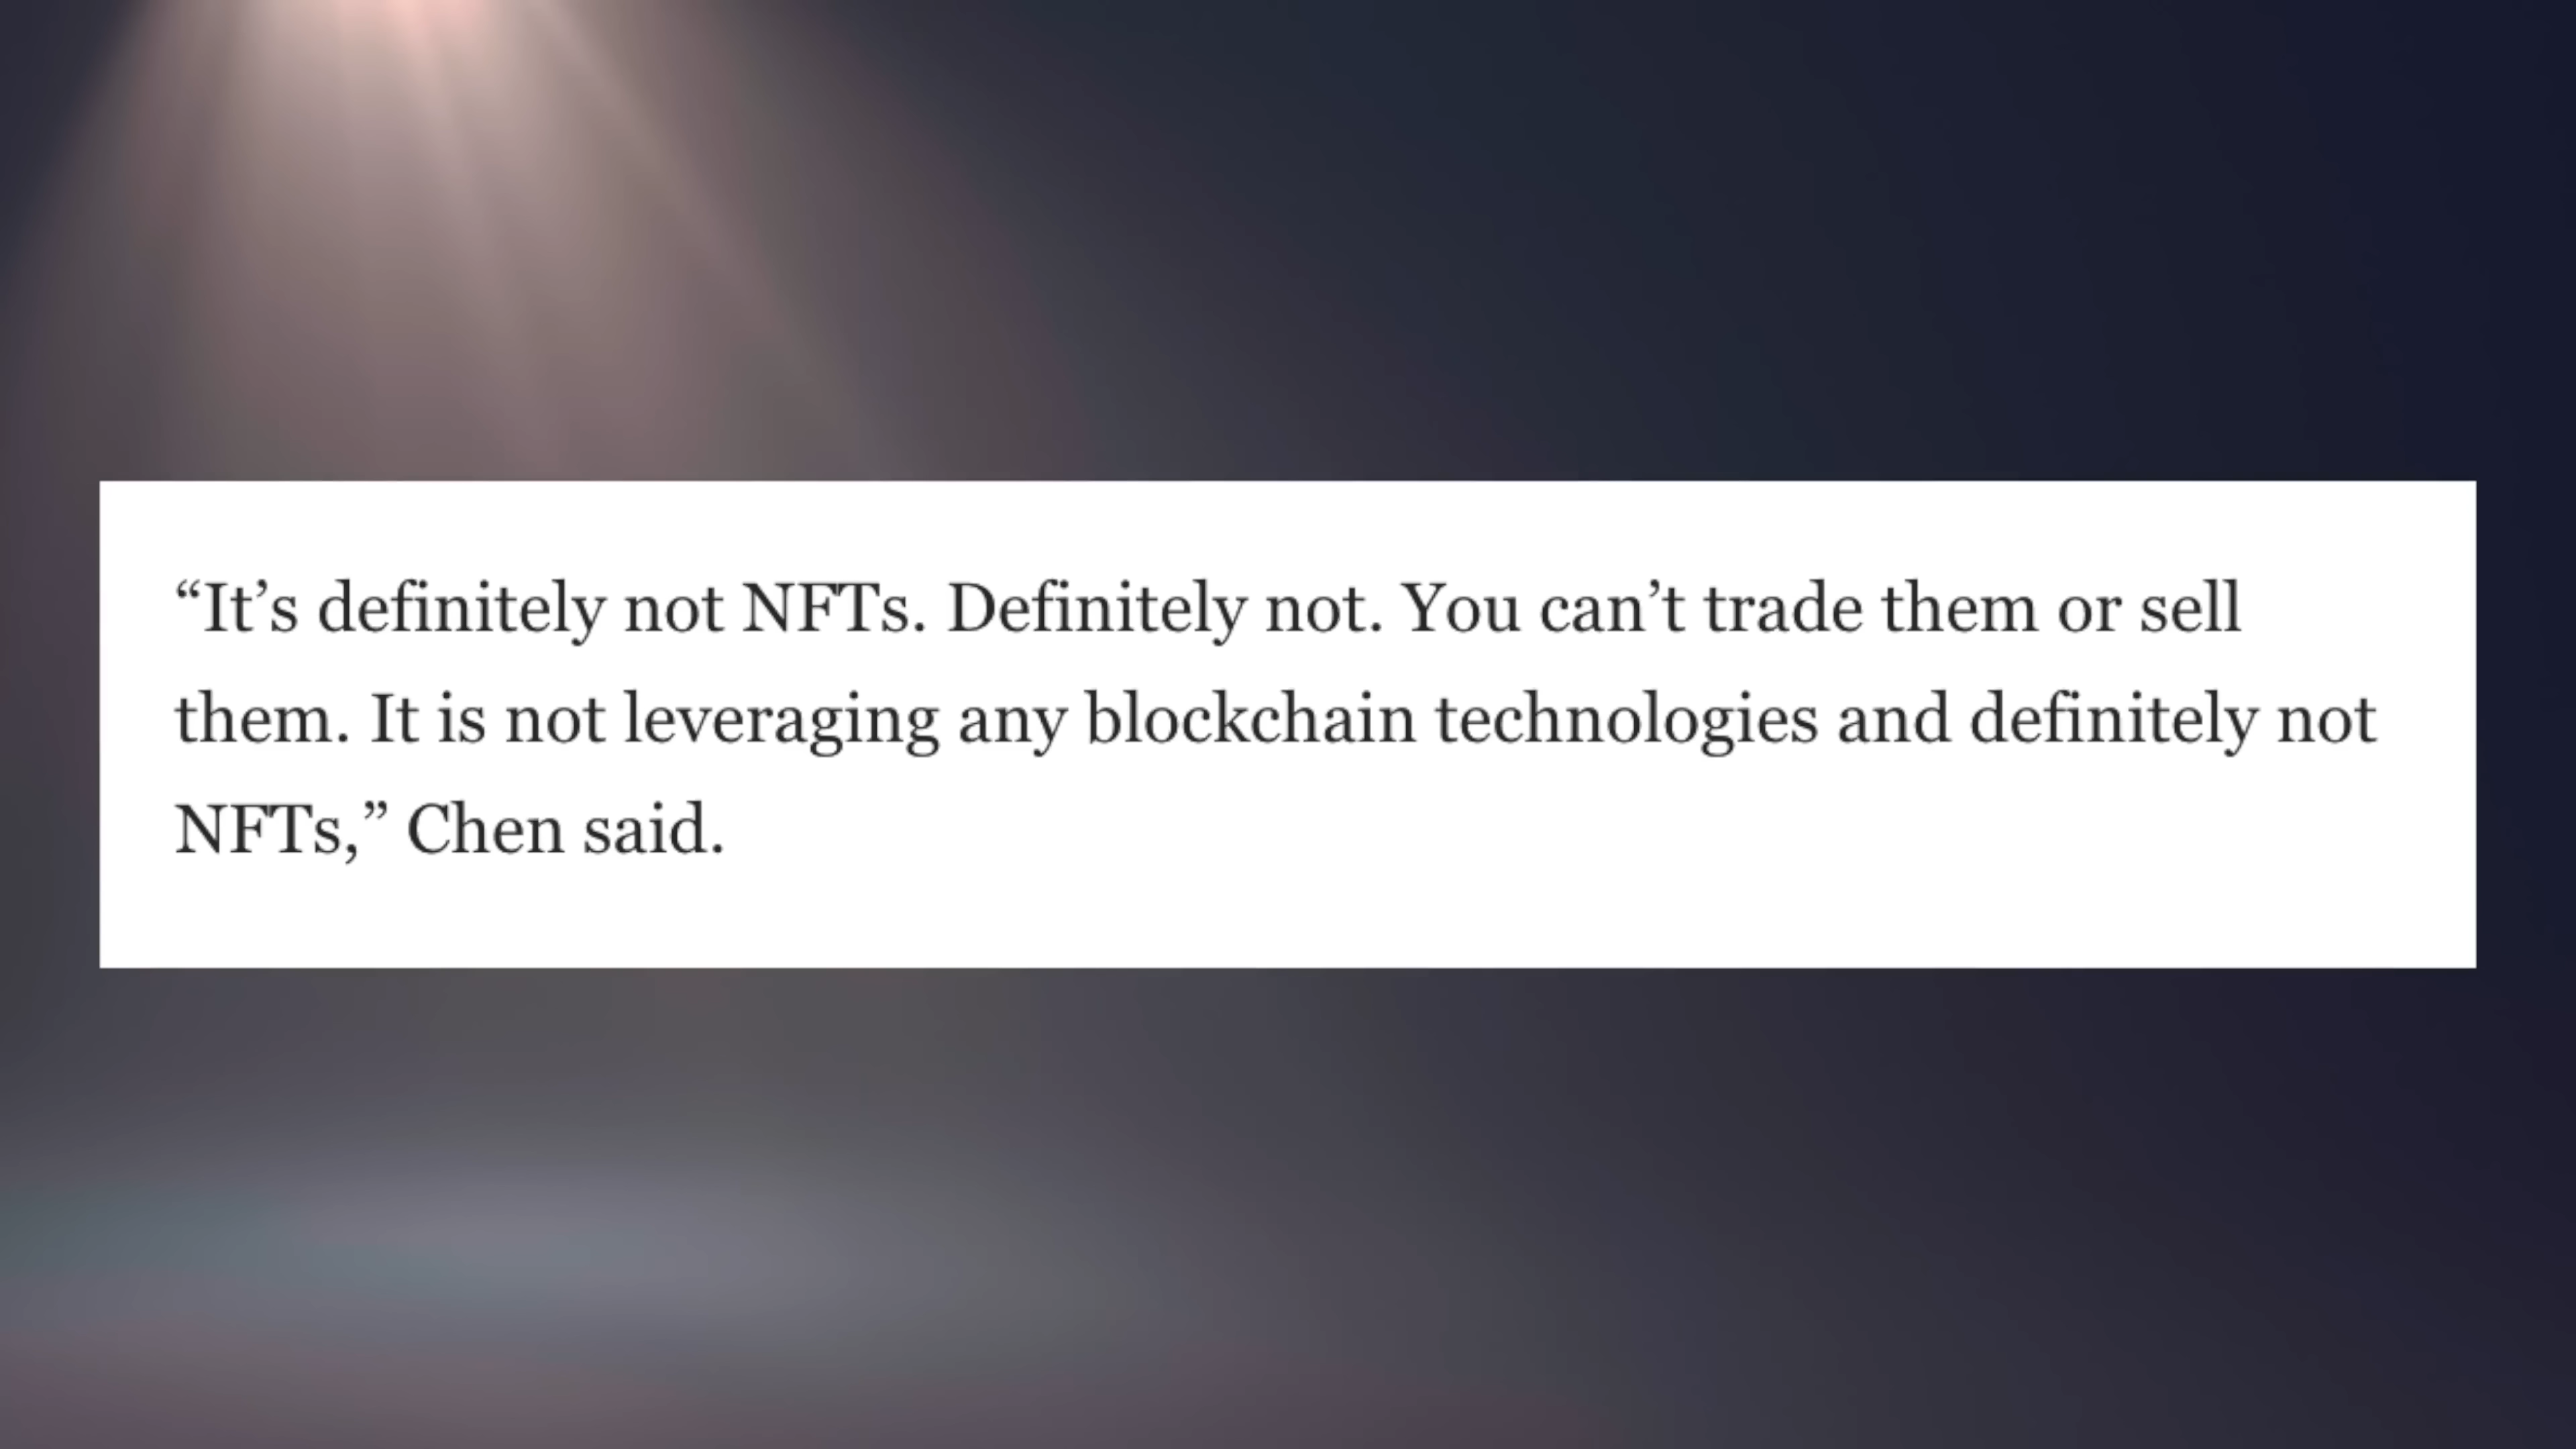 “It’s definitely not NFTs. Definitely not. You can’t trade them or sell
them. It is not leveraging any blockchain technologies and definitely not
NFTs,” Chen said.